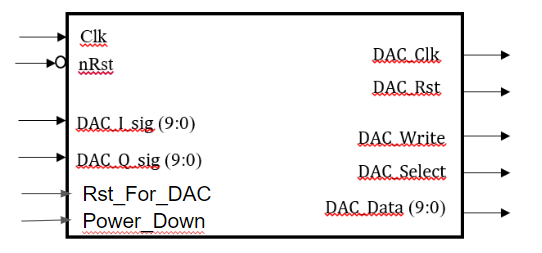 Clk
nRst
DAC_I_sig (9:0)
DAC_Q_sig (9:0)
Rst_For_DAC
Power_Down
DAC_Clk
DAC_Rst
DAC_Write
DAC_Select
DAC_Data (9:0)